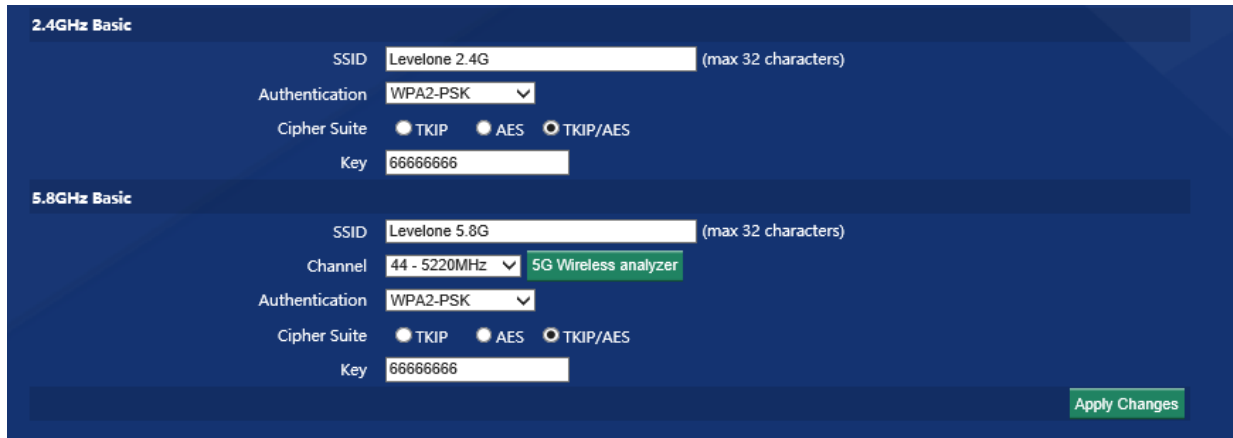 2.4GHz Basic
SSID Levelone 2.4G (max 32 characters)
Authentication WPA2-PSK
Cipher Suite TKIP AES TKIP/AES
Key 66666666
5.8GHz Basic
SSID Levelone 5.8G (max 32 characters)
Channel 44 - 5220MHz 5G Wireless analyzer
Authentication WPA2-PSK
Cipher Suite TKIP AES TKIP/AES
Key 66666666
Apply Changes